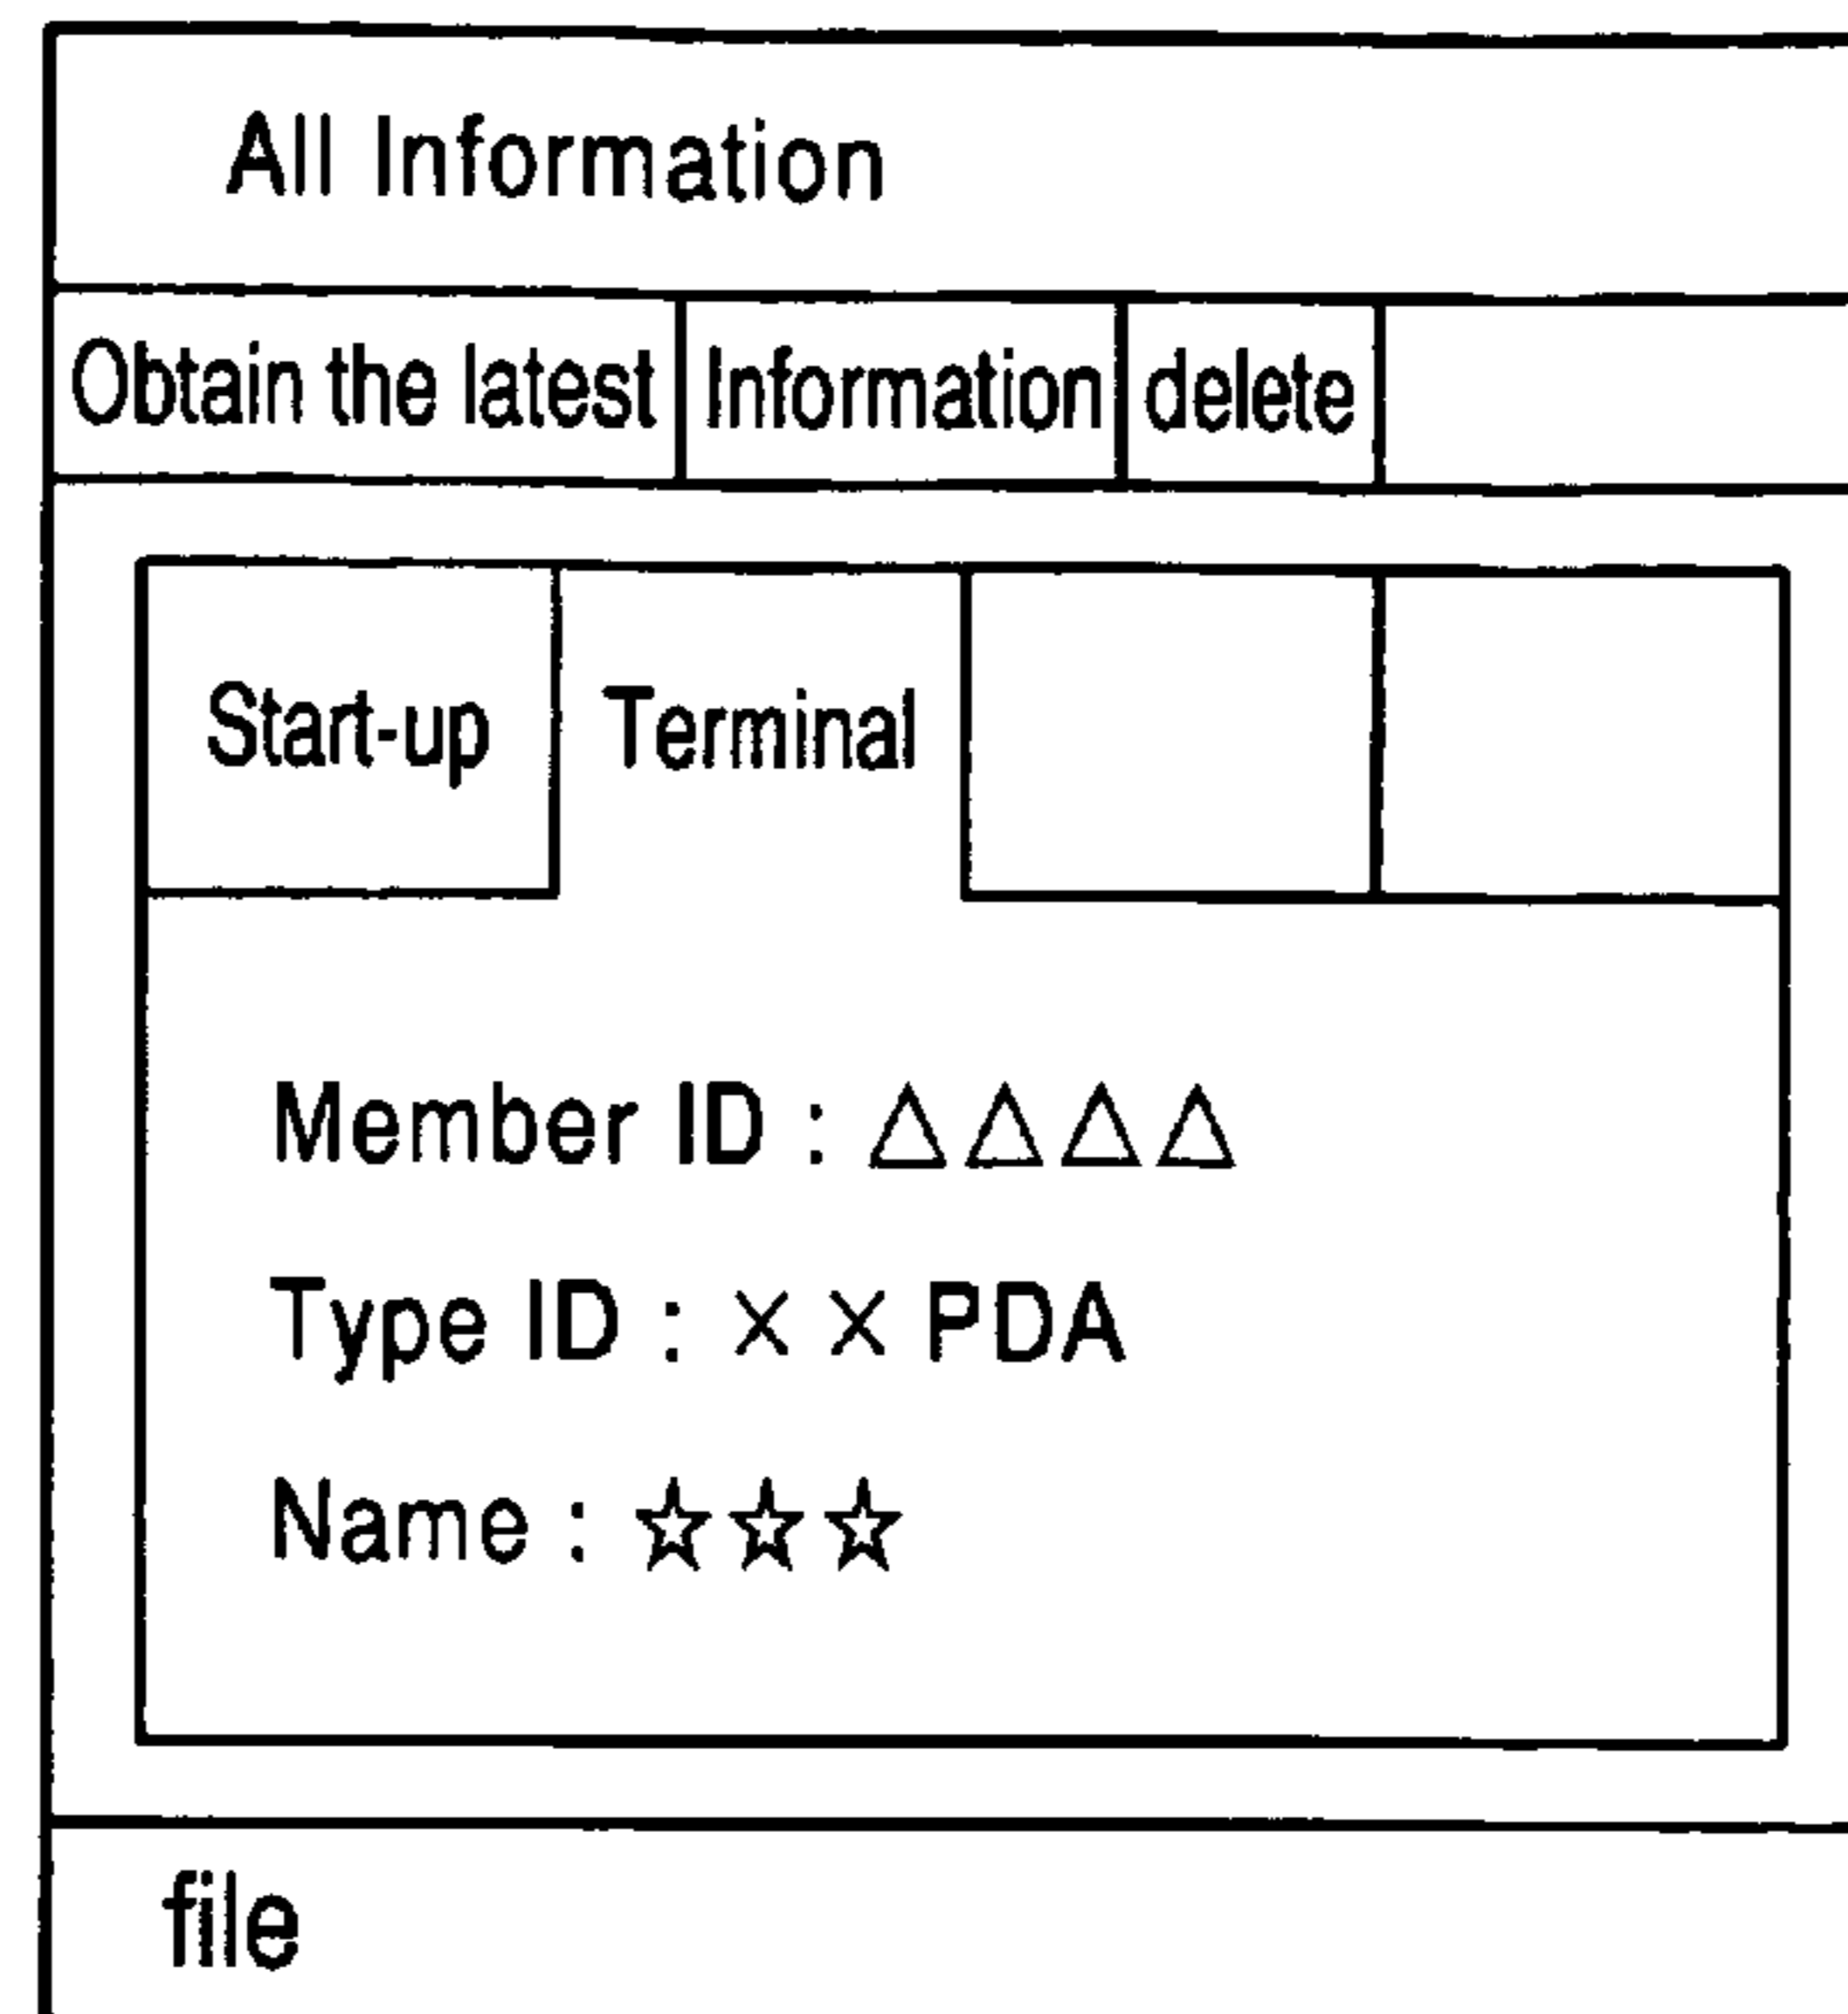 All Information
Obtain the latest Information delete
Start-up Terminal
Member ID : △△△△
Type ID : ××PDA
Name : ☆☆☆
file